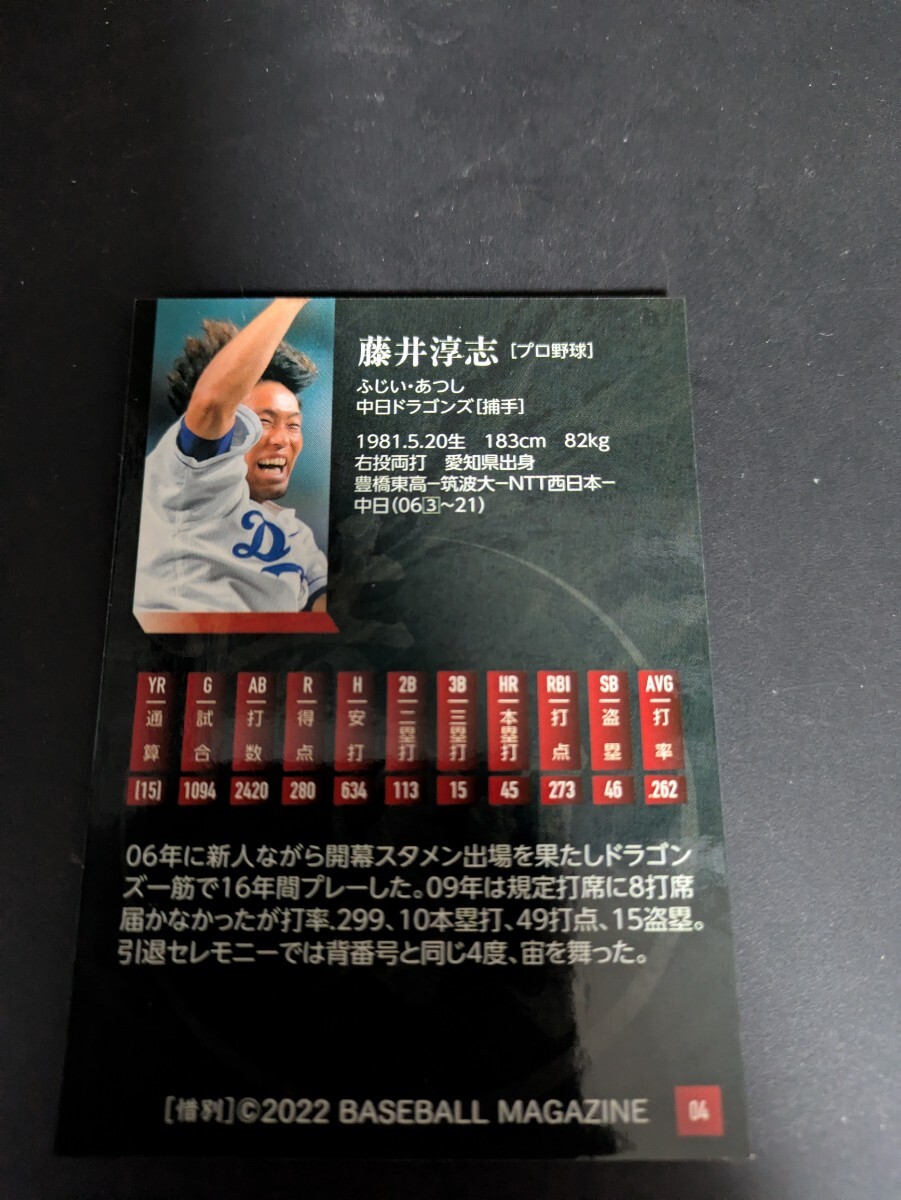 藤井淳志 [プロ野球]
ふじい・あつし
中日ドラゴンズ[捕手]
1981.5.20生 183cm 82kg
右投両打 愛知県出身
豊橋東高ー筑波大ーNTT西日本ー
中日(06③~21)
YR G AB R H 2B 3B HR RBI SB AVG
通算 試合 打数 得点 安打 二塁打 三塁打 本塁打 打点 盗塁 打率
(15) 1094 2420 280 634 113 15 45 273 46 .262
06年に新人ながら開幕スタメン出場を果たしドラゴン
ズ一筋で16年間プレーした。09年は規定打席に8打席
届かなかったが打率.299、10本塁打、49打点、15盗塁。
引退セレモニーでは背番号と同じ4度、宙を舞った。
[惜別]©2022 BASEBALL MAGAZINE 04